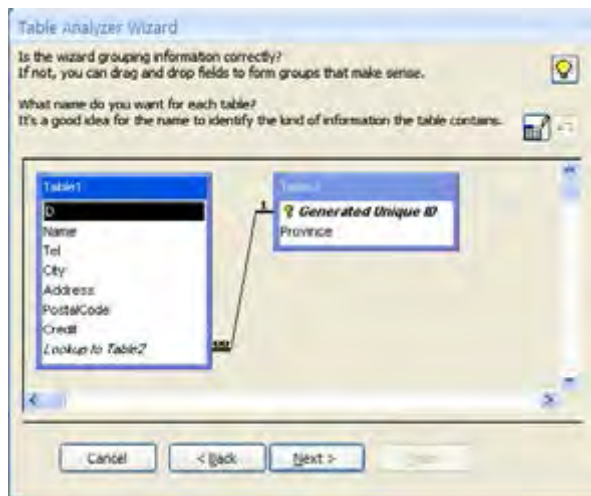 Table Analyzer Wizard
Is the wizard grouping information correctly?
If not, you can drag and drop fields to form groups that make sense.
What name do you want for each table?
It's a good idea for the name to identify the kind of information the table contains.
Table1
D
Name
Tel
City
Address
PostalCode
Credit
Lookup to Table2
1
Table2
Generated Unique ID
Province
Cancel
< Back
Next >